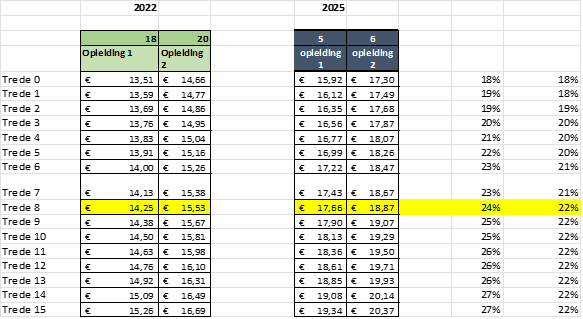 2022 2025
18 20 5 6
Opleiding 1 Opleiding 2 opleiding 1 opleiding 2
Trede 0 € 13,51 € 14,66 € 15,92 € 17,30 18% 18%
Trede 1 € 13,59 € 14,77 € 16,12 € 17,49 19% 18%
Trede 2 € 13,69 € 14,86 € 16,35 € 17,68 19% 19%
Trede 3 € 13,76 € 14,95 € 16,56 € 17,87 20% 20%
Trede 4 € 13,83 € 15,04 € 16,77 € 18,07 21% 20%
Trede 5 € 13,91 € 15,16 € 16,99 € 18,26 22% 20%
Trede 6 € 14,00 € 15,26 € 17,22 € 18,47 23% 21%
Trede 7 € 14,13 € 15,38 € 17,43 € 18,67 23% 21%
Trede 8 € 14,25 € 15,53 € 17,66 € 18,87 24% 22%
Trede 9 € 14,38 € 15,67 € 17,90 € 19,07 25% 22%
Trede 10 € 14,50 € 15,81 € 18,13 € 19,29 25% 22%
Trede 11 € 14,63 € 15,98 € 18,36 € 19,50 26% 22%
Trede 12 € 14,76 € 16,10 € 18,61 € 19,71 26% 22%
Trede 13 € 14,92 € 16,31 € 18,85 € 19,93 26% 22%
Trede 14 € 15,09 € 16,49 € 19,08 € 20,14 27% 22%
Trede 15 € 15,26 € 16,69 € 19,34 € 20,37 27% 22%